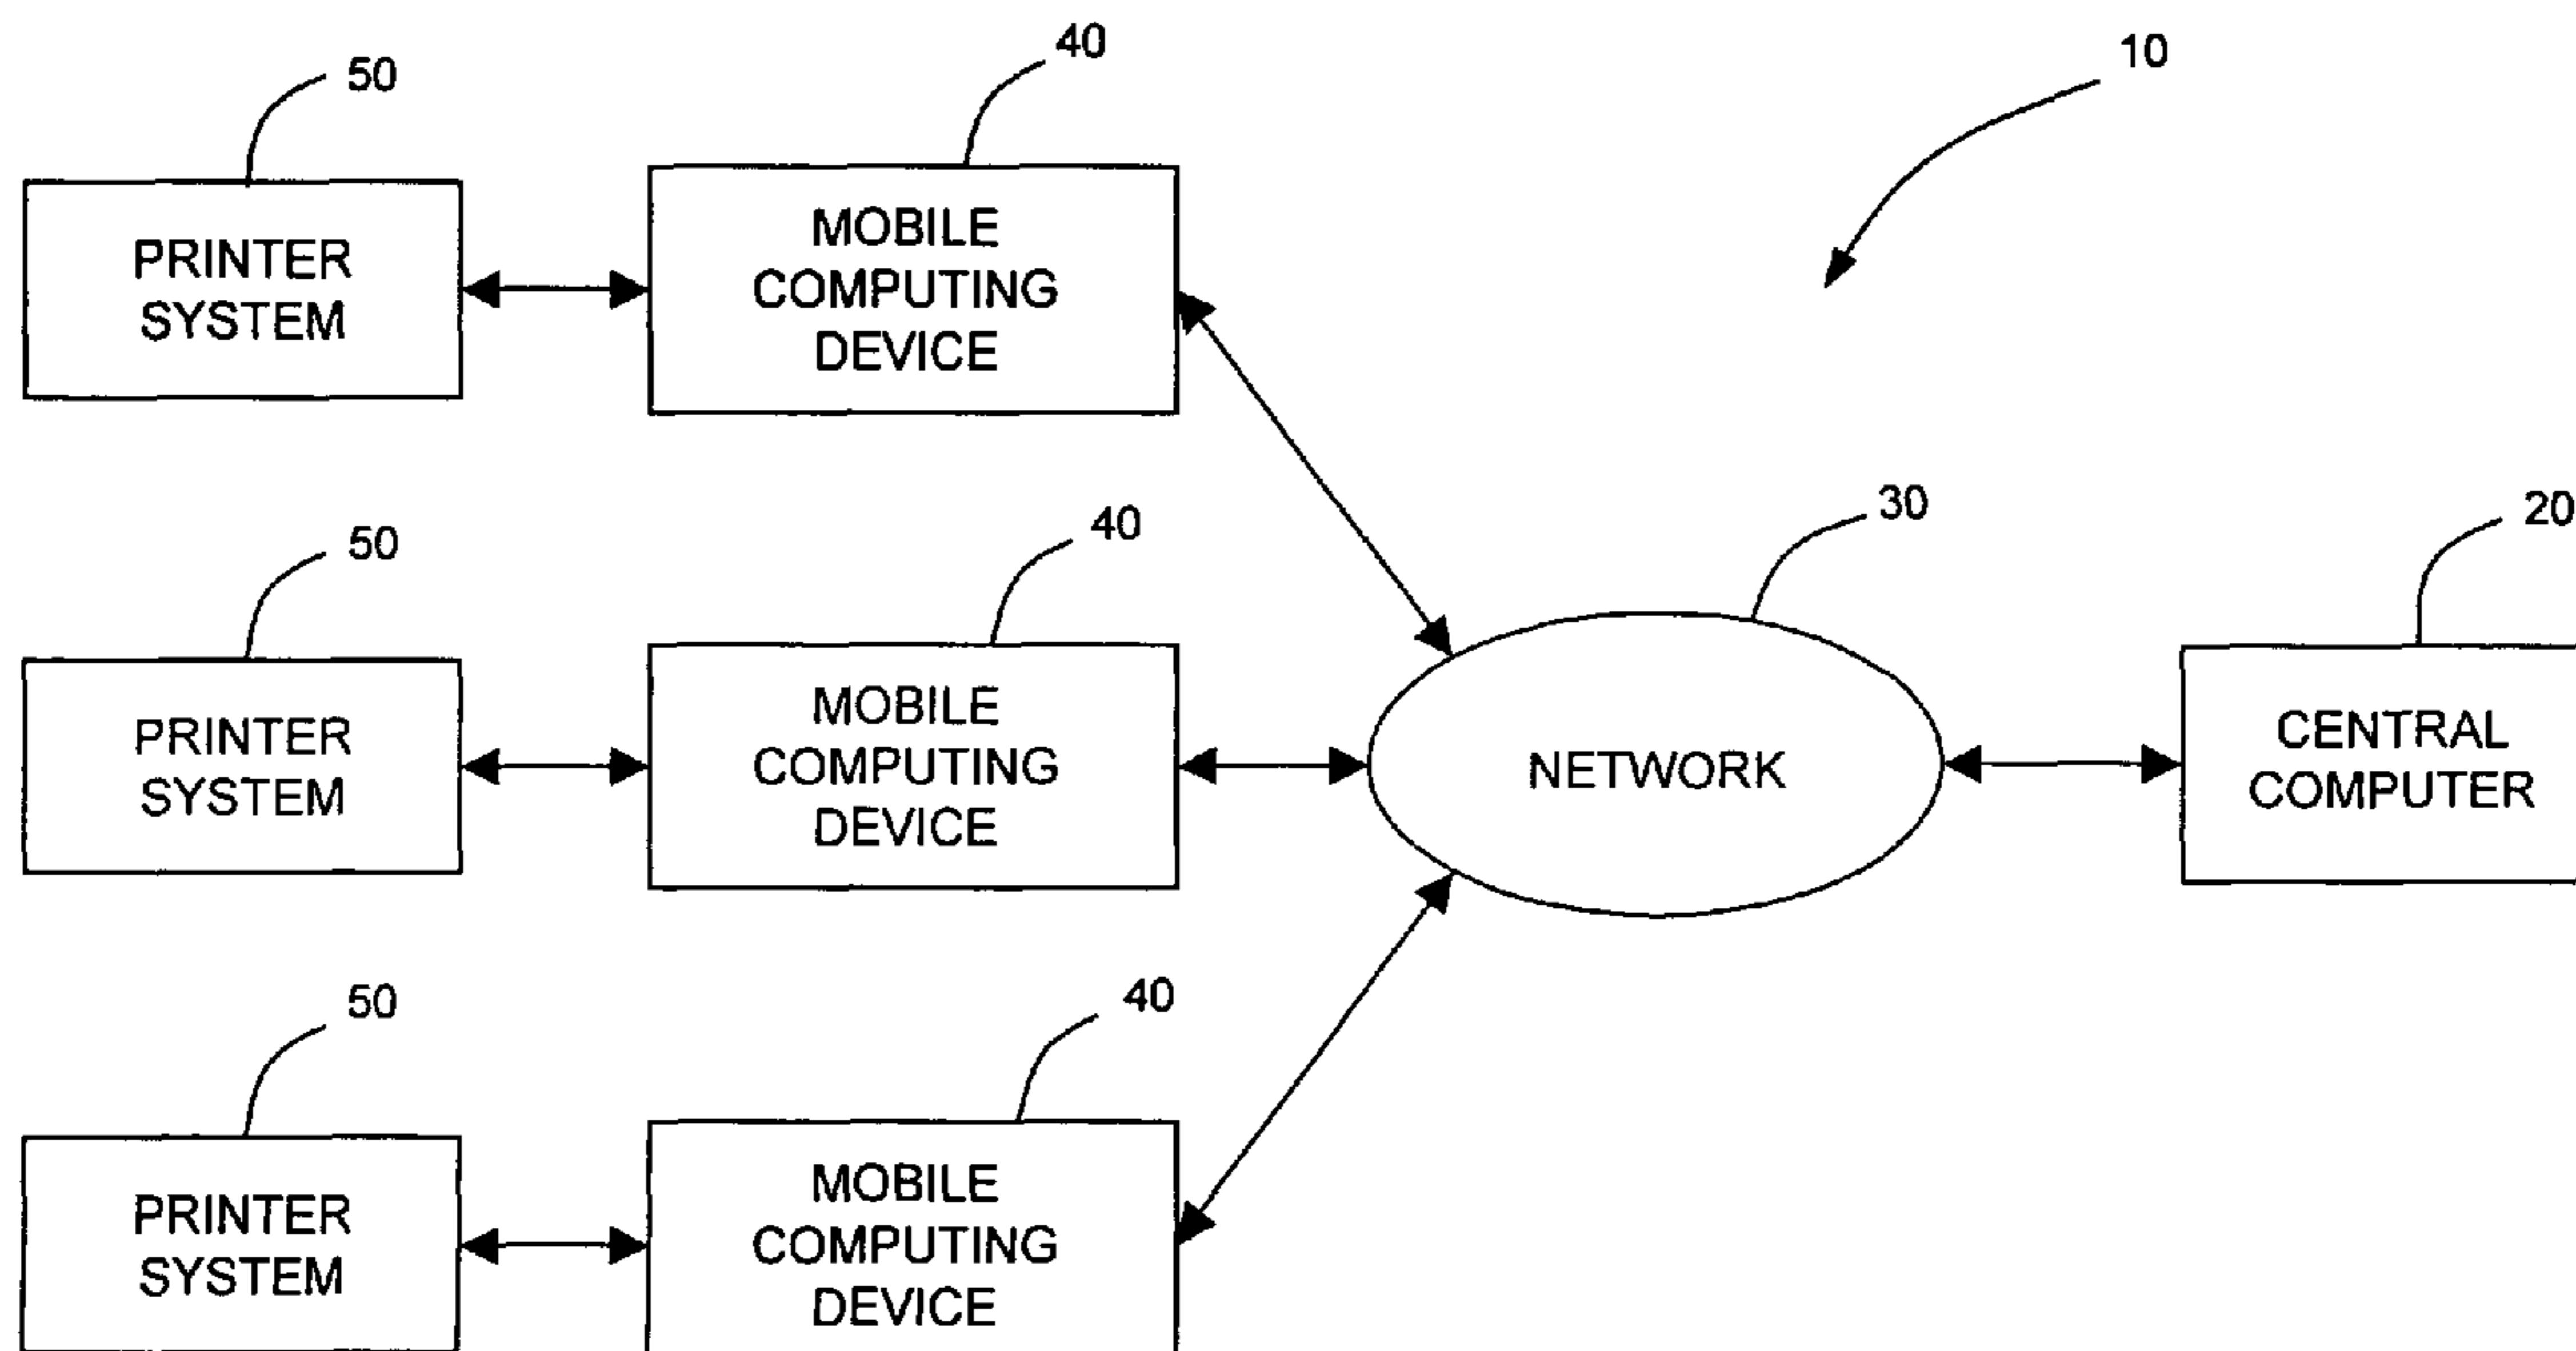 50
40
10
PRINTER
SYSTEM
MOBILE
COMPUTING
DEVICE
50
40
30
20
PRINTER
SYSTEM
MOBILE
COMPUTING
DEVICE
NETWORK
CENTRAL
COMPUTER
50
40
PRINTER
SYSTEM
MOBILE
COMPUTING
DEVICE